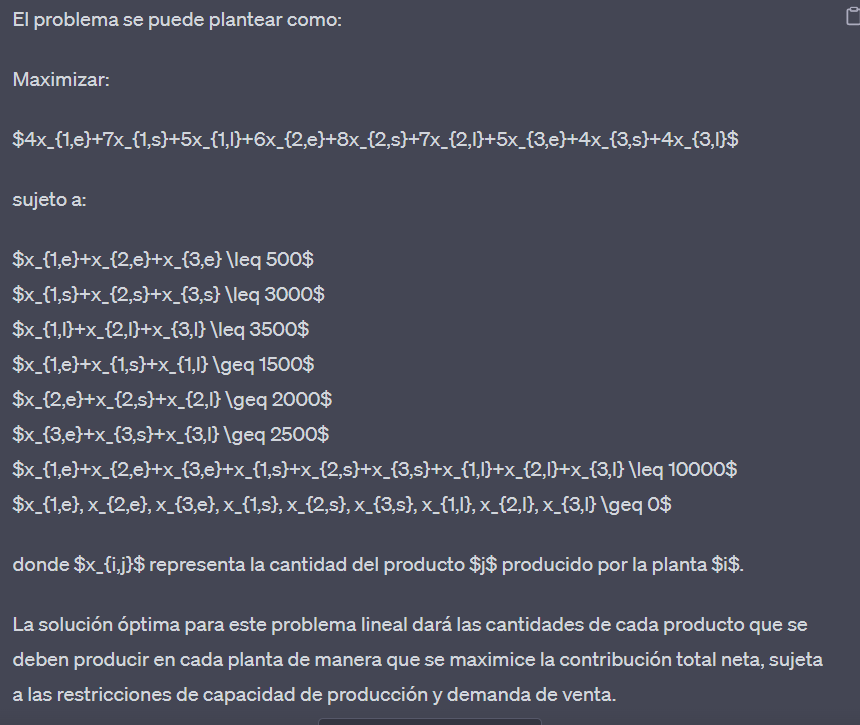 El problema se puede plantear como:
Maximizar:
$4x_{1,e}+7x_{1,s}+5x_{1,l}+6x_{2,e}+8x_{2,s}+7x_{2,l}+5x_{3,e}+4x_{3,s}+4x_{3,l}$
sujeto a:
$x_{1,e}+x_{2,e}+x_{3,e} \leq 500$
$x_{1,s}+x_{2,s}+x_{3,s} \leq 3000$
$x_{1,l}+x_{2,l}+x_{3,l} \leq 3500$
$x_{1,e}+x_{1,s}+x_{1,l} \geq 1500$
$x_{2,e}+x_{2,s}+x_{2,l} \geq 2000$
$x_{3,e}+x_{3,s}+x_{3,l} \geq 2500$
$x_{1,e}+x_{2,e}+x_{3,e}+x_{1,s}+x_{2,s}+x_{3,s}+x_{1,l}+x_{2,l}+x_{3,l} \leq 10000$
$x_{1,e}, x_{2,e}, x_{3,e}, x_{1,s}, x_{2,s}, x_{3,s}, x_{1,l}, x_{2,l}, x_{3,l} \geq 0$
donde $x_{i,j}$ representa la cantidad del producto $j$ producido por la planta $i$.
La solución óptima para este problema lineal dará las cantidades de cada producto que se
deben producir en cada planta de manera que se maximice la contribución total neta, sujeta
a las restricciones de capacidad de producción y demanda de venta.